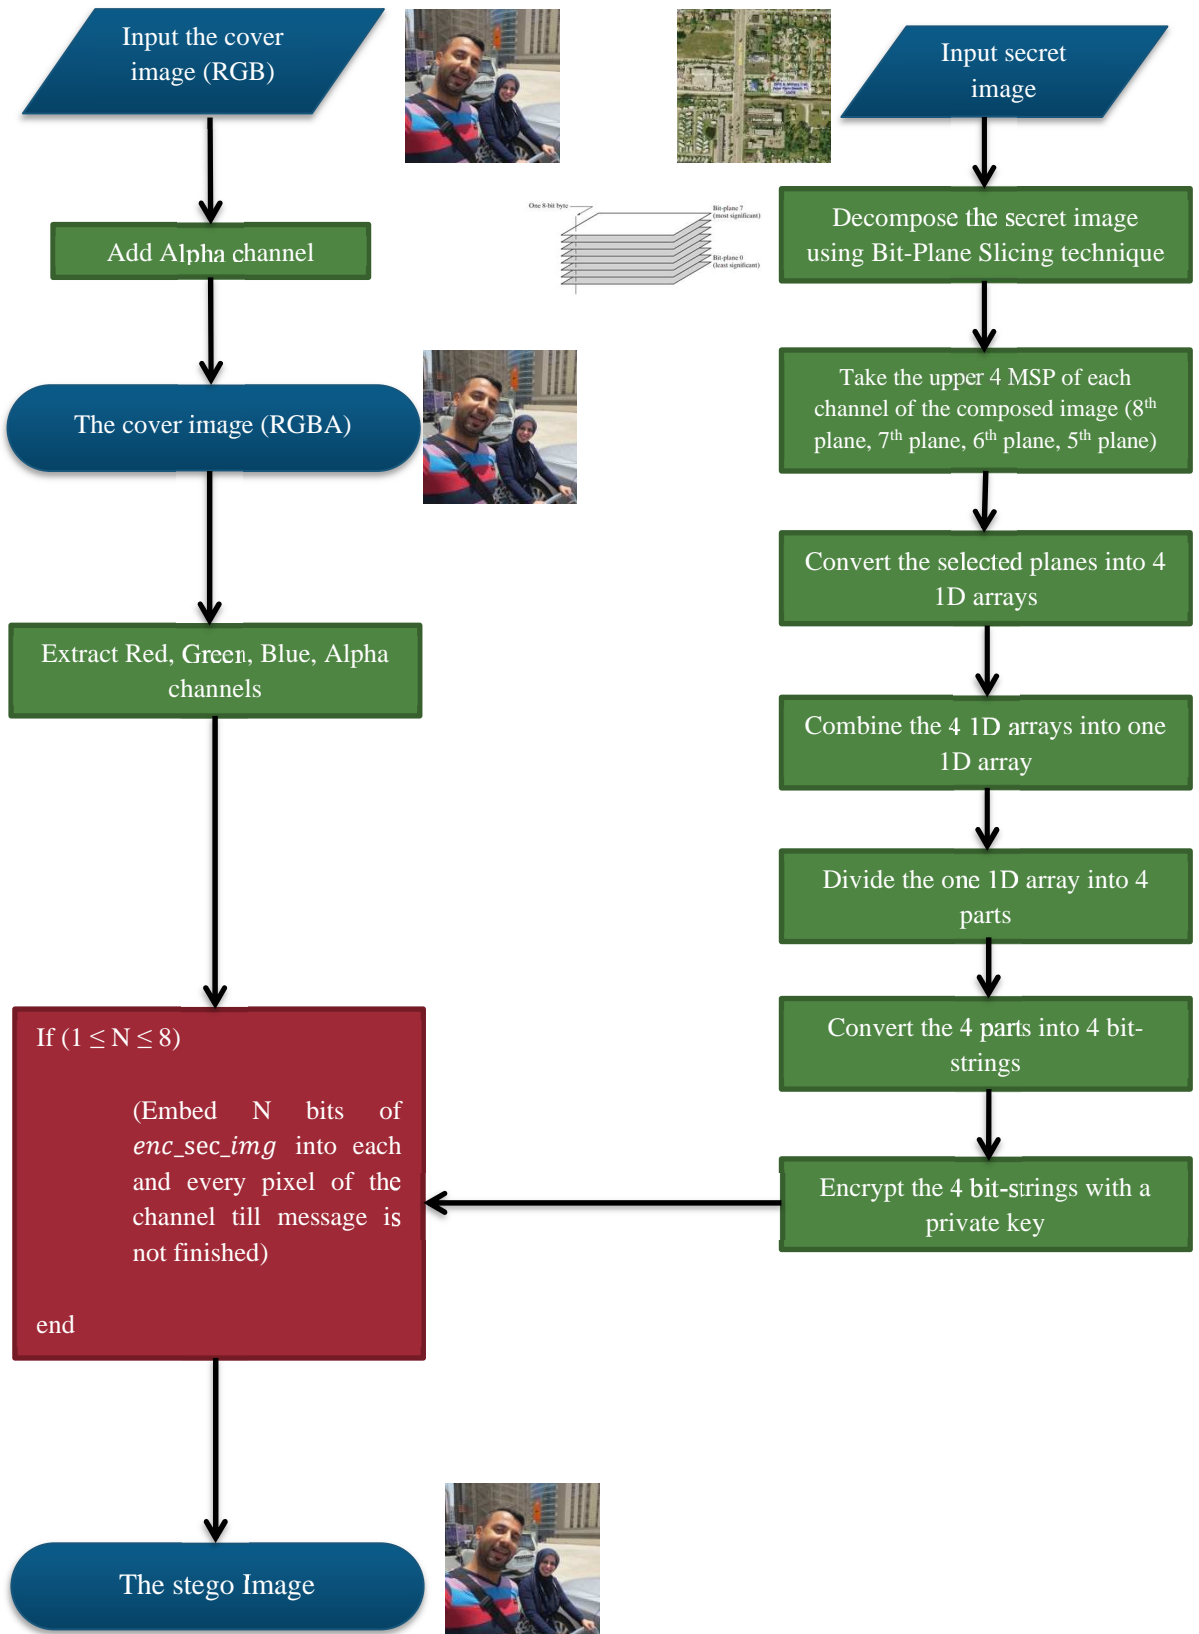 Input the cover
image (RGB)
Add Alpha channel
The cover image (RGBA)
Extract Red, Green, Blue, Alpha
channels
If (1 ≤ N ≤ 8)
(Embed N bits of
enc_sec_img into each
and every pixel of the
channel till message is
not finished)
end
The stego Image
One 8-bit byte
Bit-plane 7
(most significant)
Bit-plane 0
(least significant)
Input secret
image
Decompose the secret image
using Bit-Plane Slicing technique
Take the upper 4 MSP of each
channel of the composed image (8th
plane, 7th plane, 6th plane, 5th plane)
Convert the selected planes into 4
1D arrays
Combine the 4 1D arrays into one
1D array
Divide the one 1D array into 4
parts
Convert the 4 parts into 4 bit-
strings
Encrypt the 4 bit-strings with a
private key